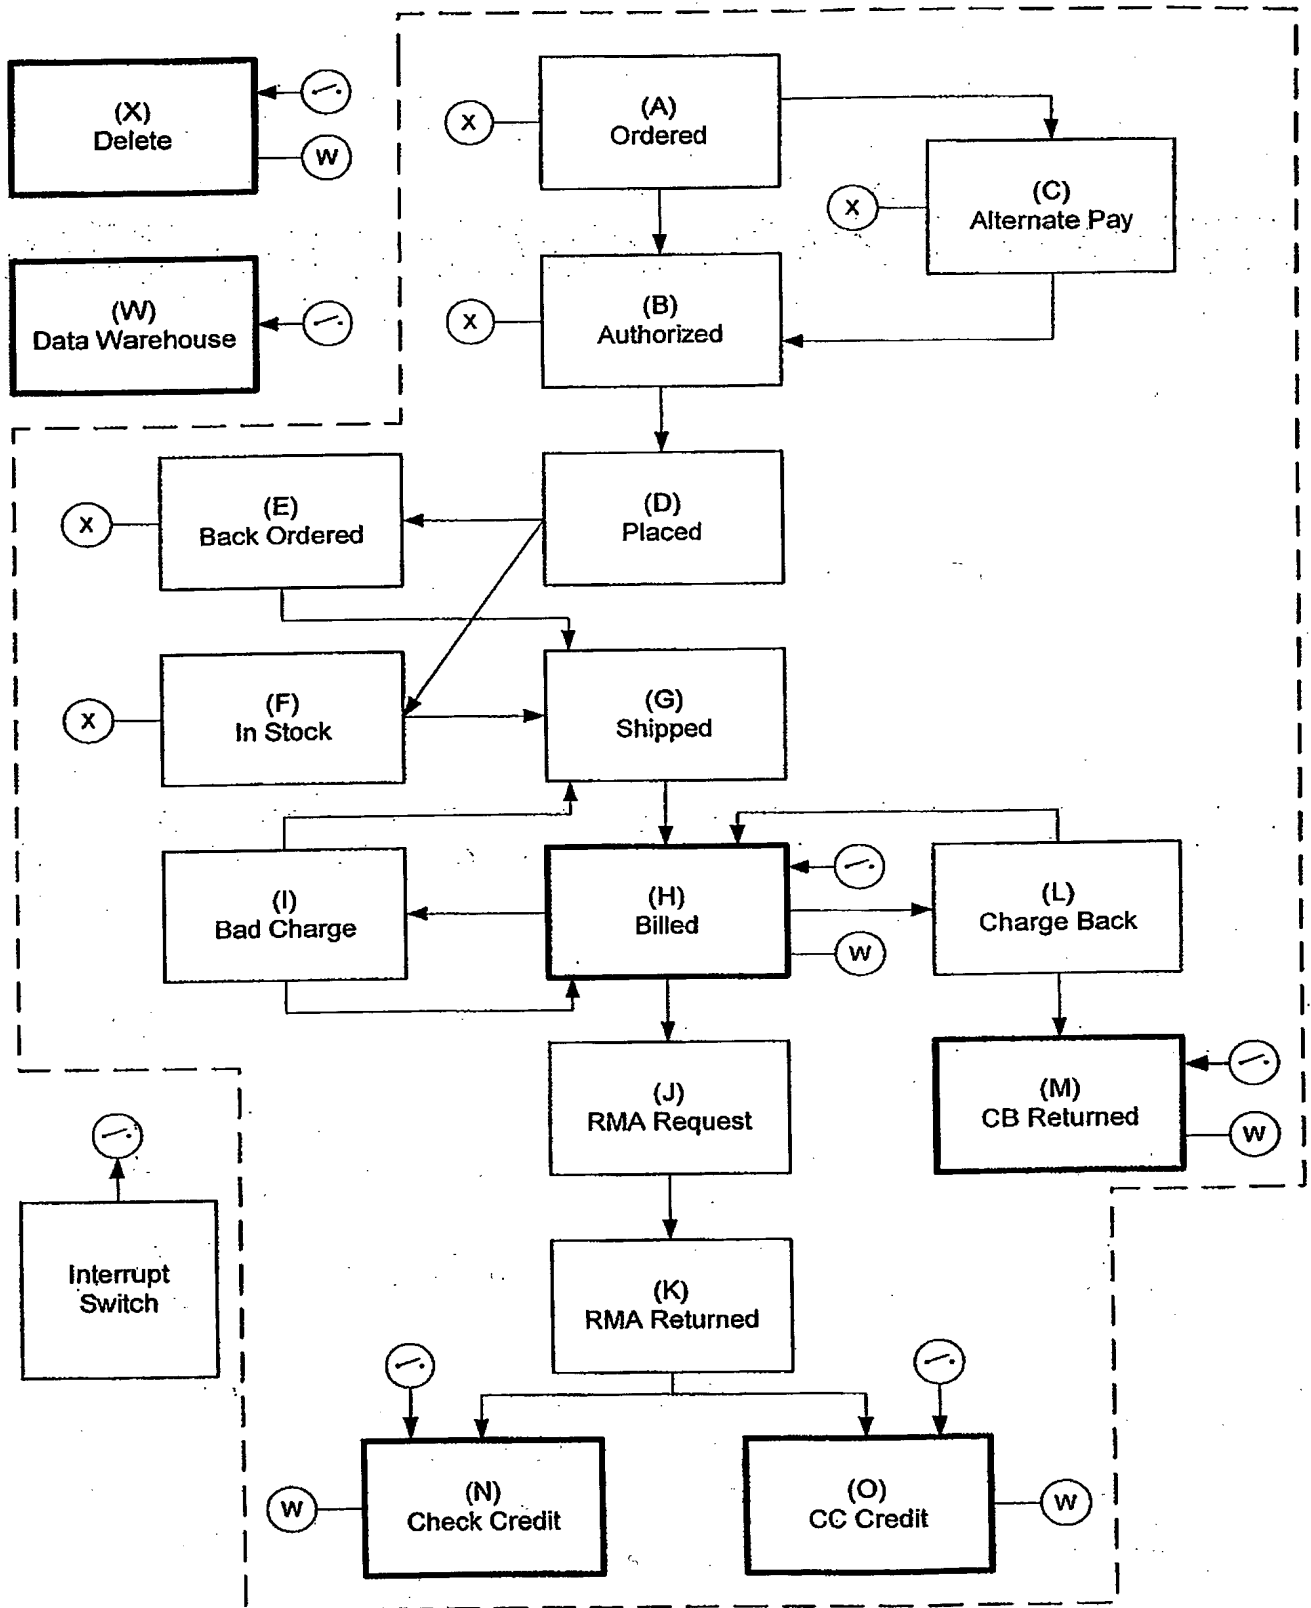 (X)
Delete
W
(W)
Data Warehouse
X
(A)
Ordered
X
(C)
Alternate Pay
X
(B)
Authorized
X
(E)
Back Ordered
(D)
Placed
X
(F)
In Stock
(G)
Shipped
(I)
Bad Charge
(H)
Billed
W
(L)
Charge Back
(J)
RMA Request
(M)
CB Returned
W
Interrupt
Switch
(K)
RMA Returned
W
(N)
Check Credit
(O)
CC Credit
W